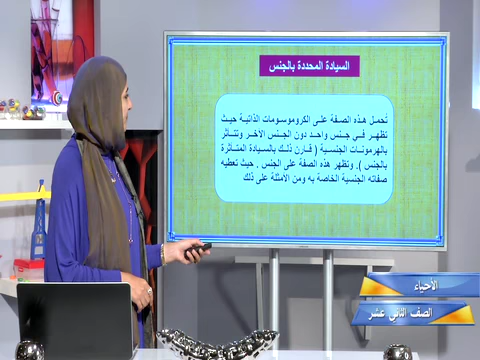 السيادة المحددة بالجنس
تحمل هذه الصفة على الكروموسومات الذاتية حيث
تظهر في جنس واحد دون الجنس الآخر وتتأثر
بالهرمونات الجنسية ( قارن ذلك بالسيادة المتأثرة
بالجنس ). وتظهر هذه الصفة على الجنس . حيث تعطيه
صفاته الجنسية الخاصة به ومن الامثلة على ذلك
الأحياء
الصف الثاني عشر